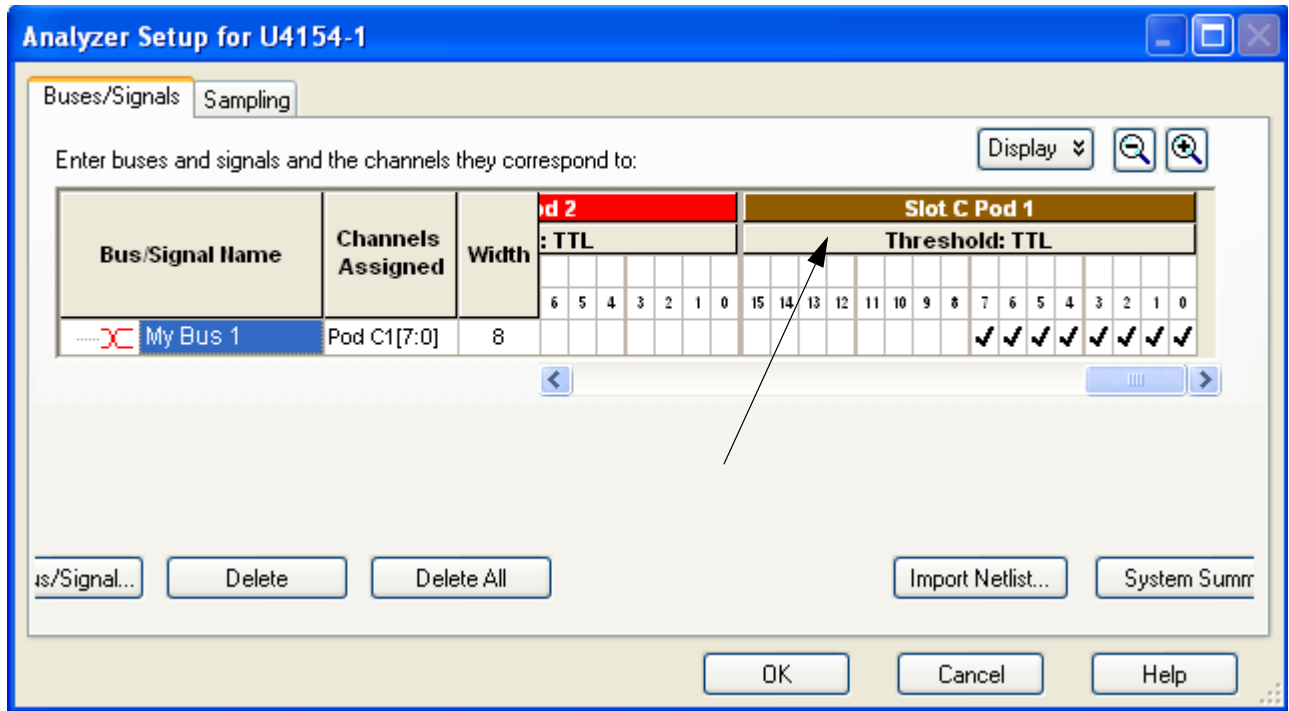 Analyzer Setup for U4154-1
Buses/Signals Sampling
Enter buses and signals and the channels they correspond to:
Display
Bus/Signal Name Channels Assigned Width
od 2 Slot C Pod 1
: TTL Threshold: TTL
6 5 4 3 2 1 0 15 14 13 12 11 10 9 8 7 6 5 4 3 2 1 0
My Bus 1 Pod C1[7:0] 8
us/Signal... Delete Delete All Import Netlist... System Summ
OK Cancel Help